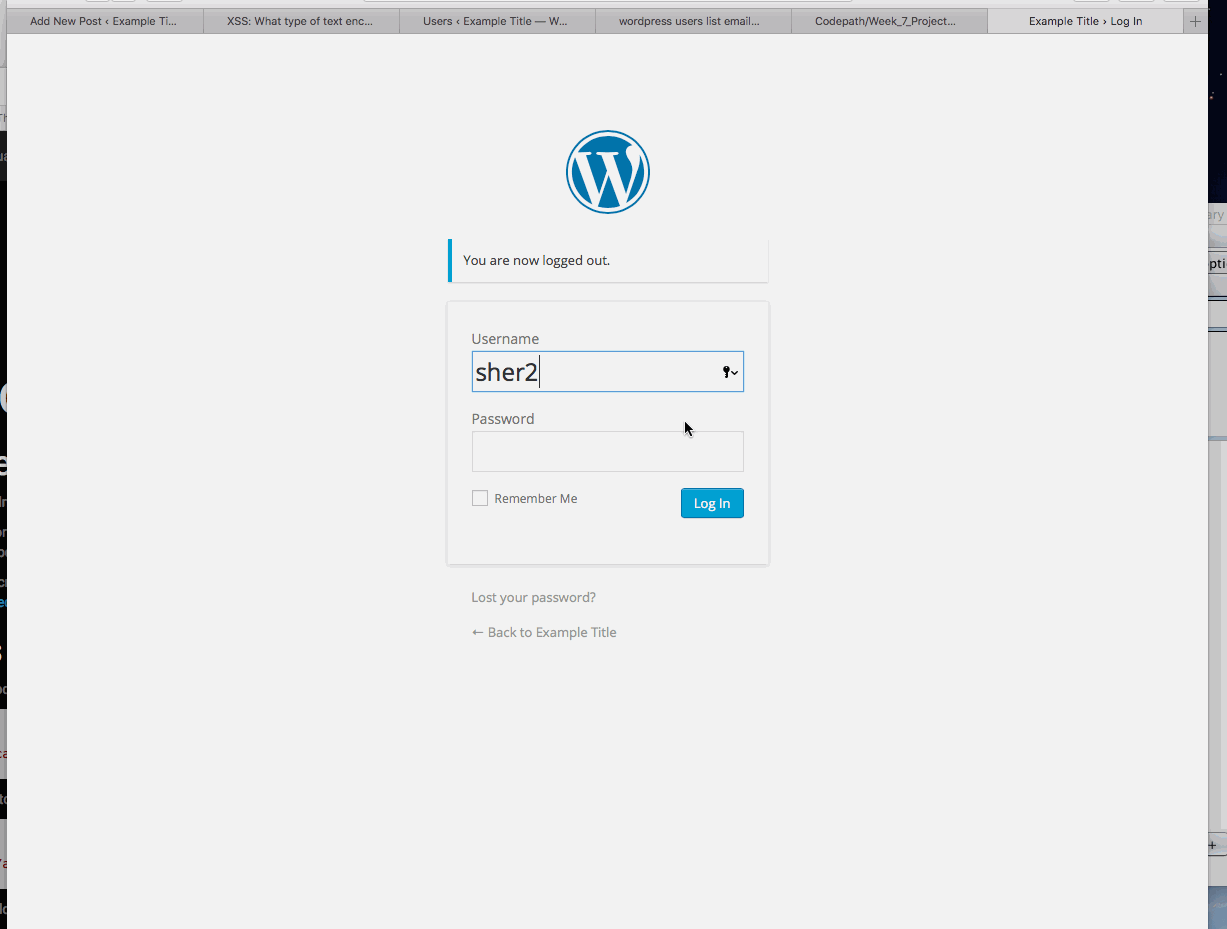 Add New Post ‹ Example Ti...
XSS: What type of text enc...
Users ‹ Example Title — W...
wordpress users list email...
Codepath/Week_7_Project...
Example Title › Log In
You are now logged out.
Username
sher2
Password
Remember Me
Log In
Lost your password?
← Back to Example Title